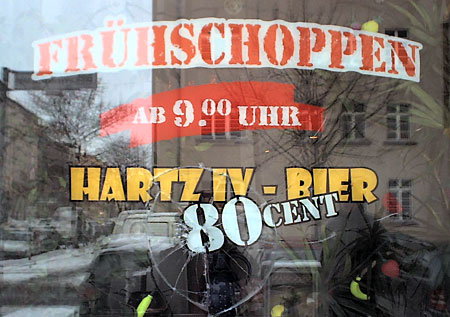 FRÜHSCHOPPEN
AB 9.00 UHR
HARTZ IV - BIER
80 CENT